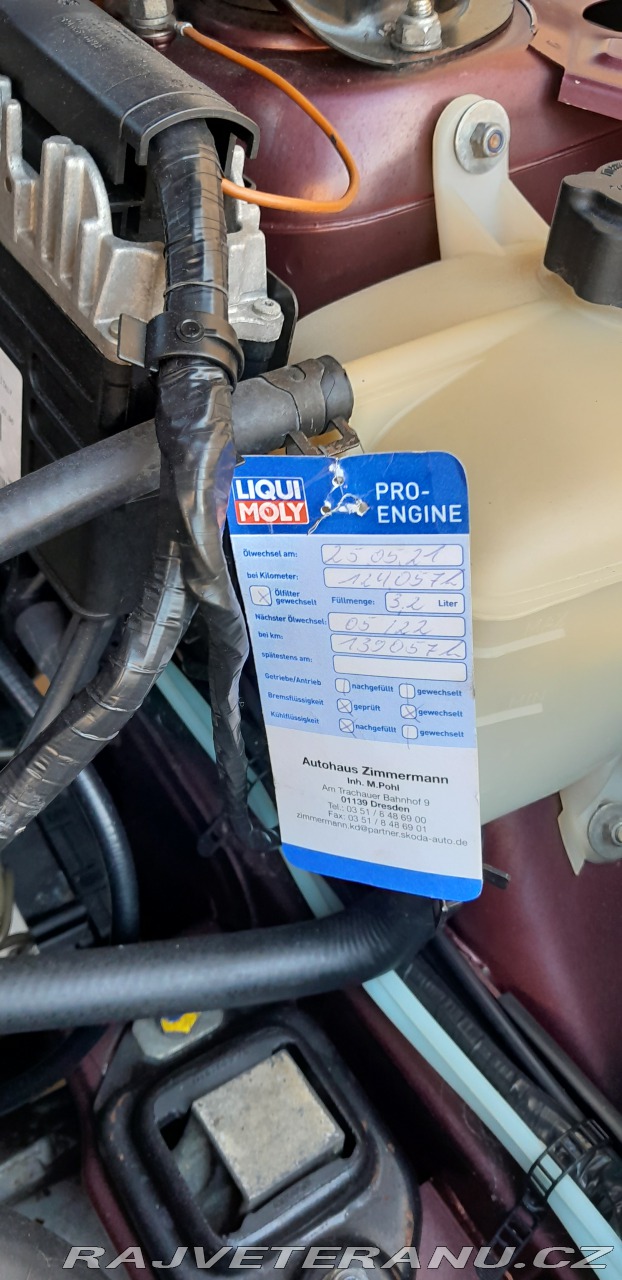 LIQUI
MOLY
PRO-
ENGINE
Ölwechsel am: 25 05.21
bei Kilometer: 124057
Ölfilter
gewechselt
Füllmenge: 3,2 Liter
Nächster Ölwechsel: 05/22
bei km: 139057
spätestens am:
Getriebe/Antrieb nachgefüllt gewechselt
Bremsflüssigkeit geprüft gewechselt
Kühlflüssigkeit nachgefüllt gewechselt
Autohaus Zimmermann
Inh. M.Pohl
Am Trachauer Bahnhof 9
01139 Dresden
Tel.: 03 51 / 8 48 69 00
Fax: 03 51 / 8 48 69 01
zimmermann.kd@partner.skoda-auto.de
RAJVETERANU.CZ